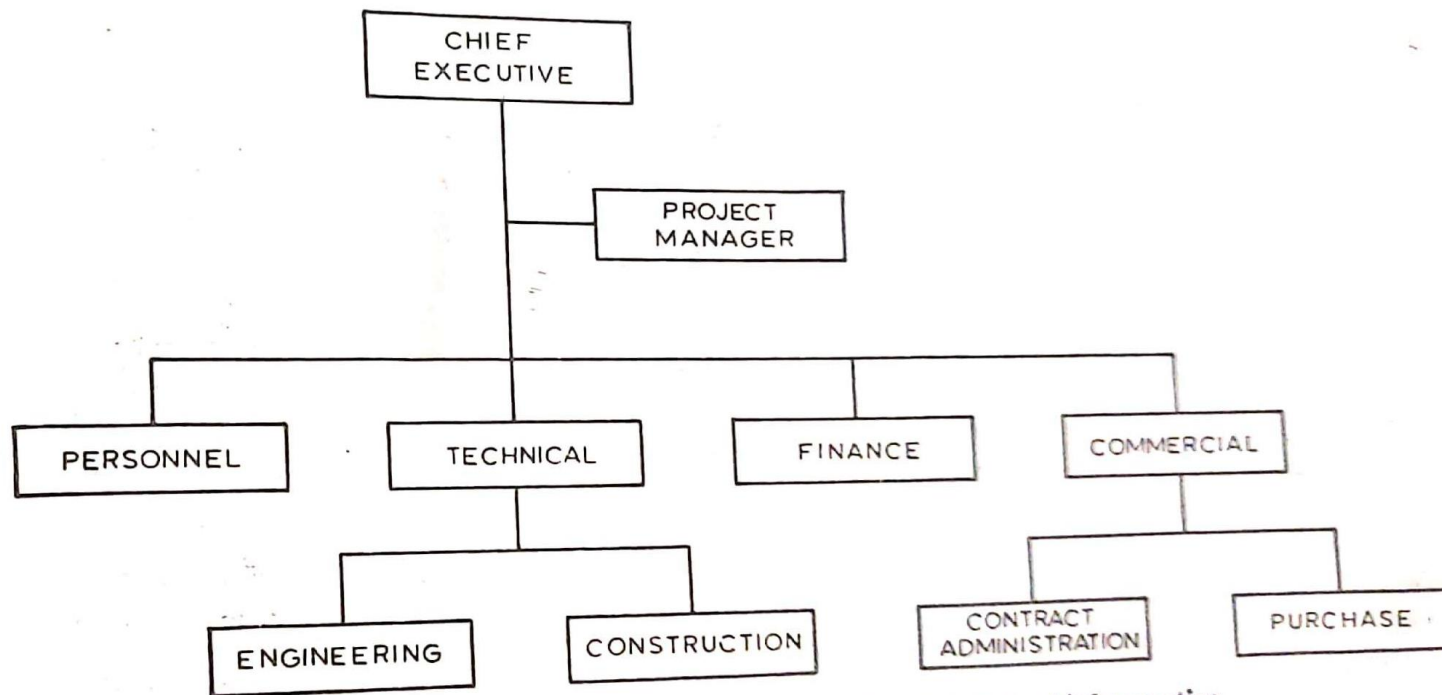 CHIEF
EXECUTIVE
PROJECT
MANAGER
PERSONNEL
TECHNICAL
FINANCE
COMMERCIAL
ENGINEERING
CONSTRUCTION
CONTRACT
ADMINISTRATION
PURCHASE